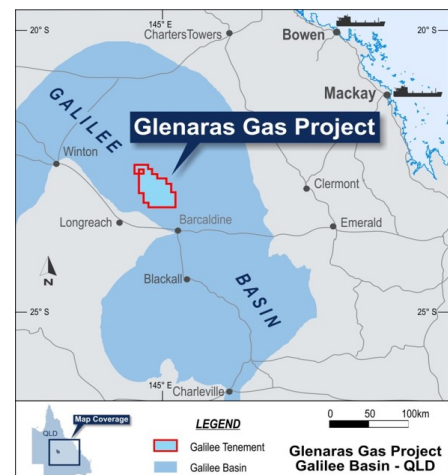 145° E
20° S
20° S
Charters Towers
Bowen
Mackay
GALILEE
Glenaras Gas Project
Winton
Clermont
Longreach
Barcaldine
Emerald
Blackall
BASIN
N
25° S
25° S
Charleville
145° E
Map Coverage
QLD
LEGEND
Galilee Tenement
Galilee Basin
0 50 100km
Glenaras Gas Project
Galilee Basin - QLD